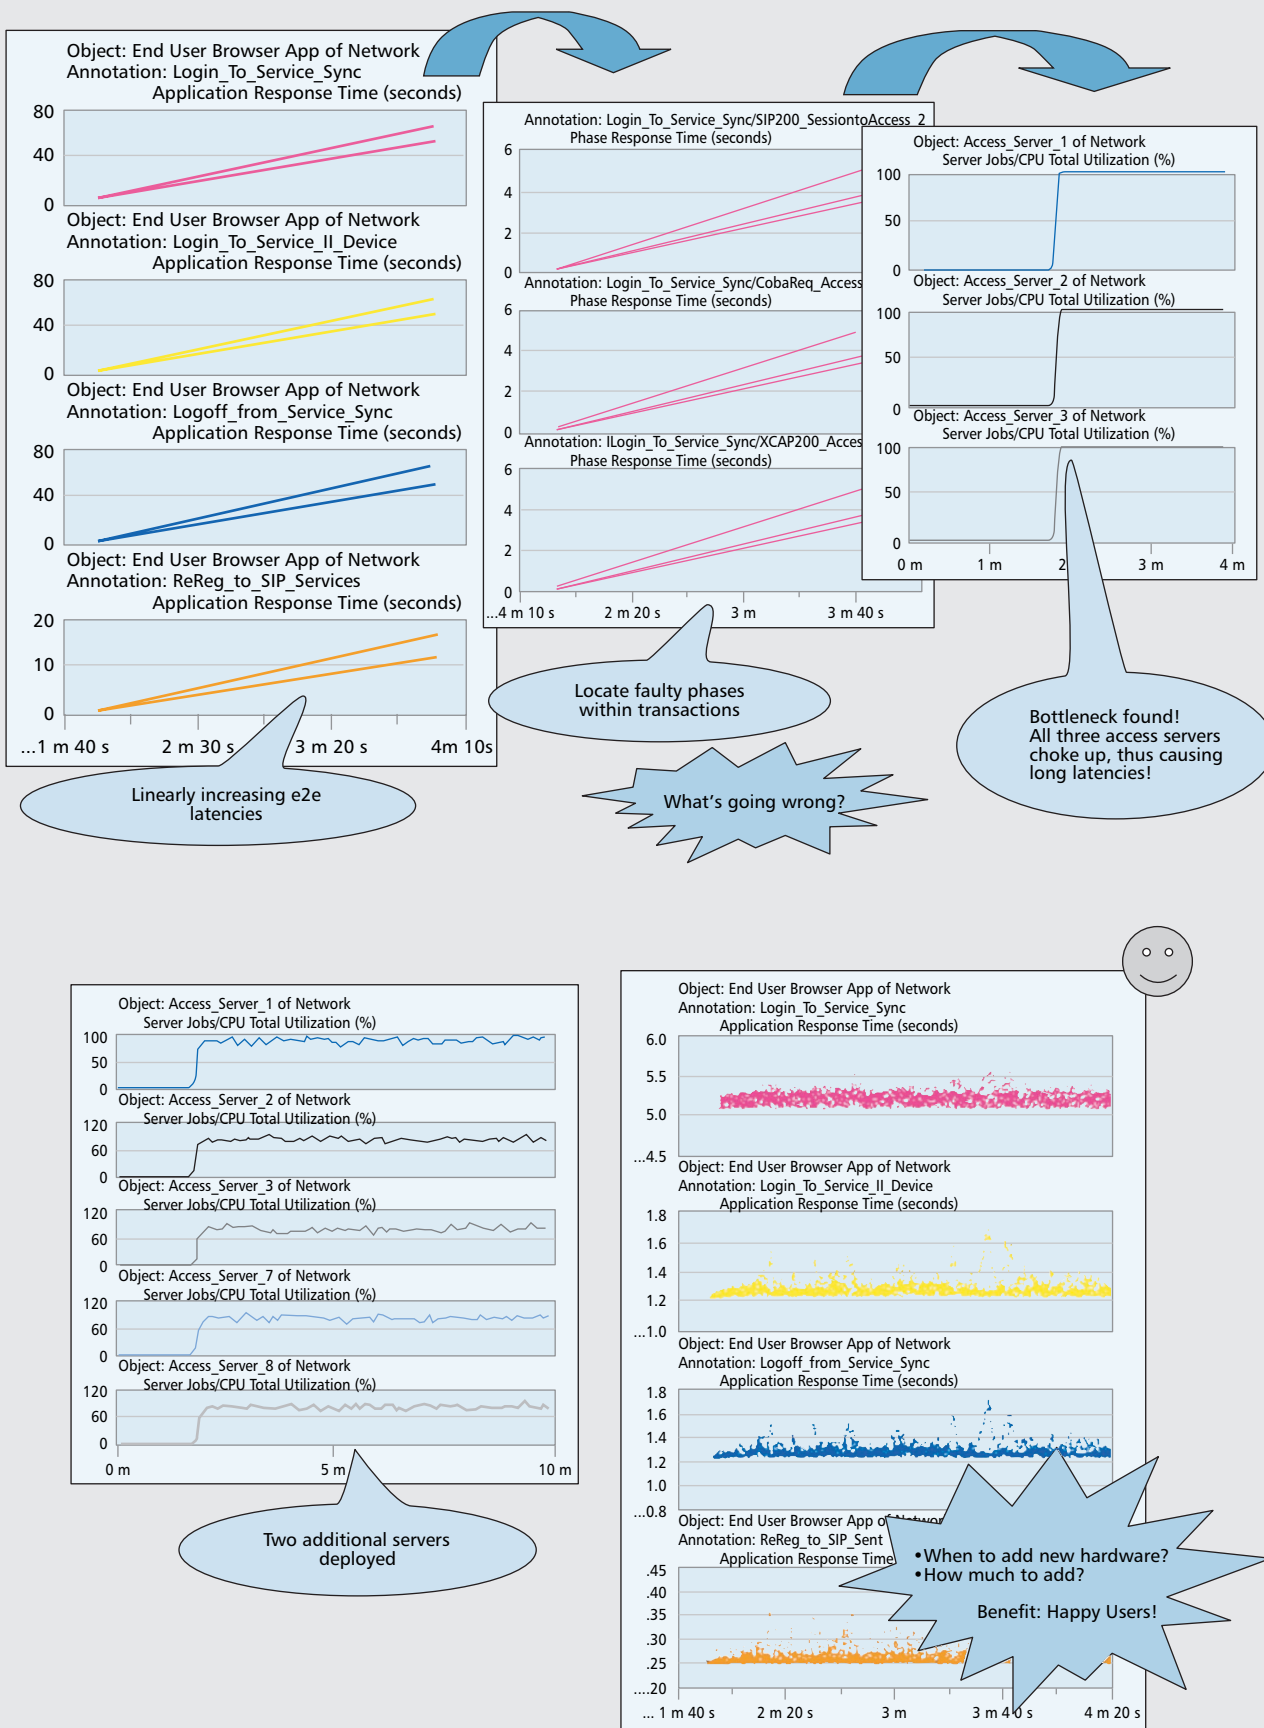 Object: End User Browser App of Network
Annotation: Login_To_Service_Sync
Application Response Time (seconds)
80
40
0
Object: End User Browser App of Network
Annotation: Login_To_Service_II_Device
Application Response Time (seconds)
80
40
0
Object: End User Browser App of Network
Annotation: Logoff_from_Service_Sync
Application Response Time (seconds)
80
40
0
Object: End User Browser App of Network
Annotation: ReReg_to_SIP_Services
Application Response Time (seconds)
20
10
0
...1 m 40 s 2 m 30 s 3 m 20 s 4m 10s
Linearly increasing e2e
latencies
Annotation: Login_To_Service_Sync/SIP200_SessiontoAccess_2
Phase Response Time (seconds)
6
4
2
0
Annotation: Login_To_Service_Sync/CobaReq_Access
Phase Response Time (seconds)
6
4
2
0
Annotation: ILogin_To_Service_Sync/XCAP200_Acces
Phase Response Time (seconds)
6
4
2
0
...4 m 10 s 2 m 20 s 3 m 3 m 40 s
Locate faulty phases
within transactions
What's going wrong?
Object: Access_Server_1 of Network
Server Jobs/CPU Total Utilization (%)
100
50
0
Object: Access_Server_2 of Network
Server Jobs/CPU Total Utilization (%)
100
50
0
Object: Access_Server_3 of Network
Server Jobs/CPU Total Utilization (%)
100
50
0
0 m 1 m 2 3 m 4 m
Bottleneck found!
All three access servers
choke up, thus causing
long latencies!
Object: Access_Server_1 of Network
Server Jobs/CPU Total Utilization (%)
100
50
0
Object: Access_Server_2 of Network
Server Jobs/CPU Total Utilization (%)
120
60
0
Object: Access_Server_3 of Network
Server Jobs/CPU Total Utilization (%)
120
60
0
Object: Access_Server_7 of Network
Server Jobs/CPU Total Utilization (%)
120
60
0
Object: Access_Server_8 of Network
Server Jobs/CPU Total Utilization (%)
120
60
0
0 m 5 m 10 m
Two additional servers
deployed
Object: End User Browser App of Network
Annotation: Login_To_Service_Sync
Application Response Time (seconds)
6.0
5.5
5.0
...4.5
Object: End User Browser App of Network
Annotation: Login_To_Service_II_Device
Application Response Time (seconds)
1.8
1.6
1.4
1.2
...1.0
Object: End User Browser App of Network
Annotation: Logoff_from_Service_Sync
Application Response Time (seconds)
1.8
1.6
1.4
1.2
1.0
...0.8
Object: End User Browser App of Network
Annotation: ReReg_to_SIP_Sent
Application Response Time
.45
.40
.35
.30
.25
....20
... 1 m 40 s 2 m 20 s 3 m 3 m 40 s 4 m 20 s
•When to add new hardware?
•How much to add?
Benefit: Happy Users!